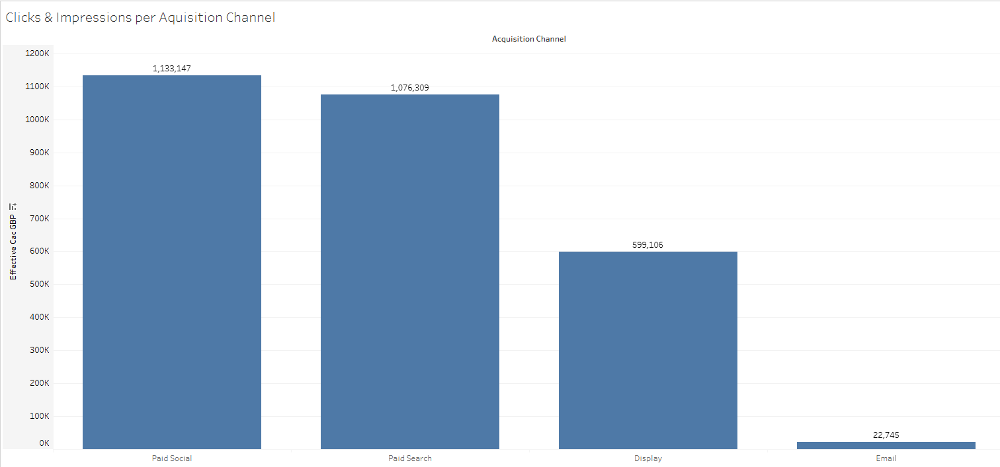 Clicks & Impressions per Aquisition Channel
Acquisition Channel
Effective Cac GBP
1200K
1100K
1000K
900K
800K
700K
600K
500K
400K
300K
200K
100K
0K
1,133,147
1,076,309
599,106
22,745
Paid Social
Paid Search
Display
Email